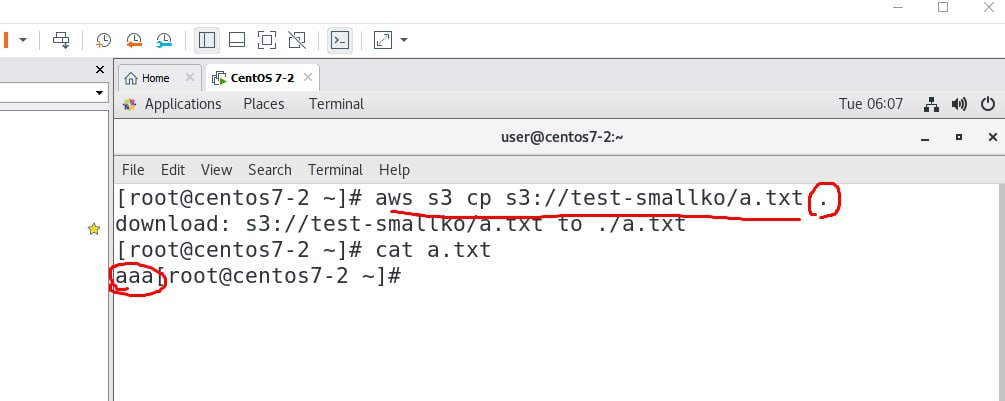 Home
CentOS 7-2
Applications Places Terminal Tue 06:07
user@centos7-2:~
File Edit View Search Terminal Help
[root@centos7-2 ~]# aws s3 cp s3://test-smallko/a.txt .
download: s3://test-smallko/a.txt to ./a.txt
[root@centos7-2 ~]# cat a.txt
aaa[root@centos7-2 ~]#